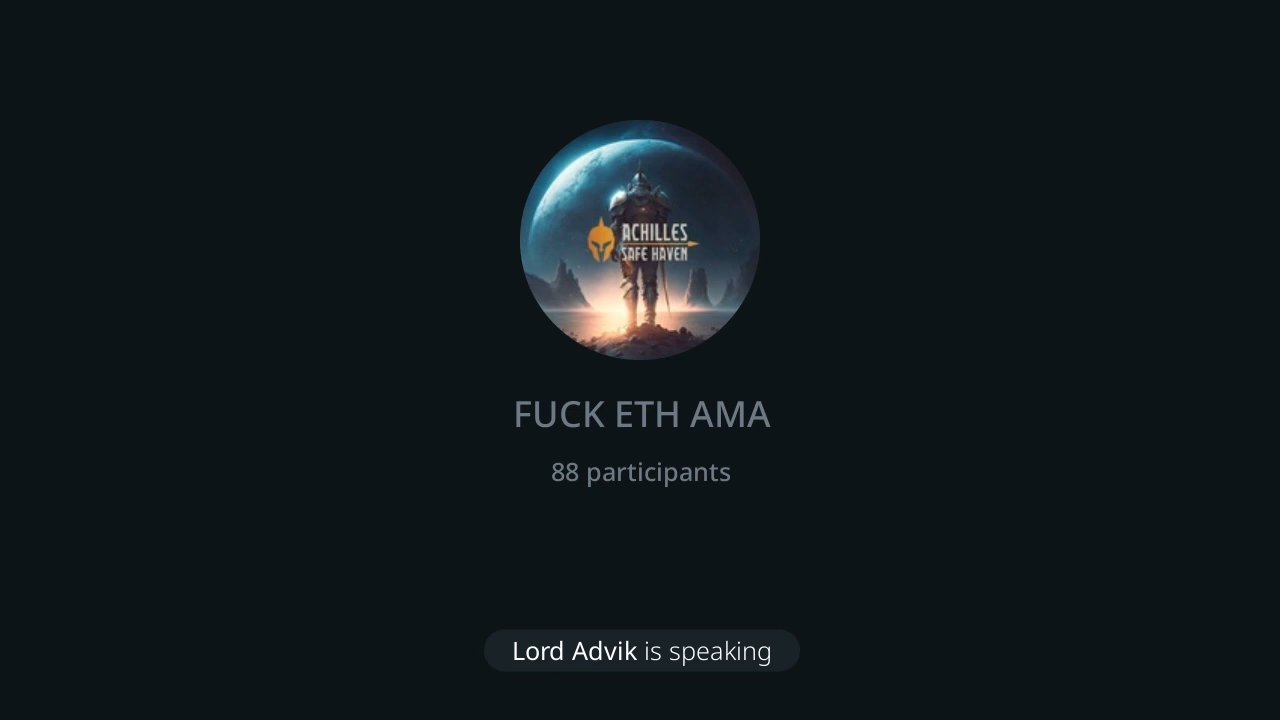 ACHILLES
SAFE HAVEN
FUCK ETH AMA
88 participants
Lord Advik is speaking